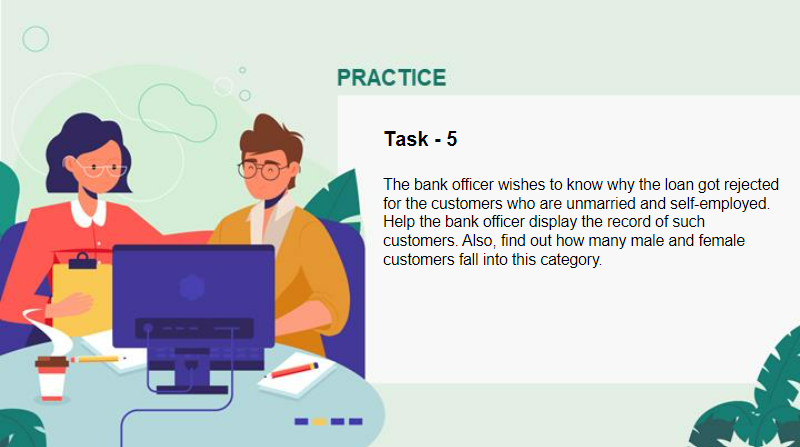 PRACTICE
Task - 5
The bank officer wishes to know why the loan got rejected
for the customers who are unmarried and self-employed.
Help the bank officer display the record of such
customers. Also, find out how many male and female
customers fall into this category.